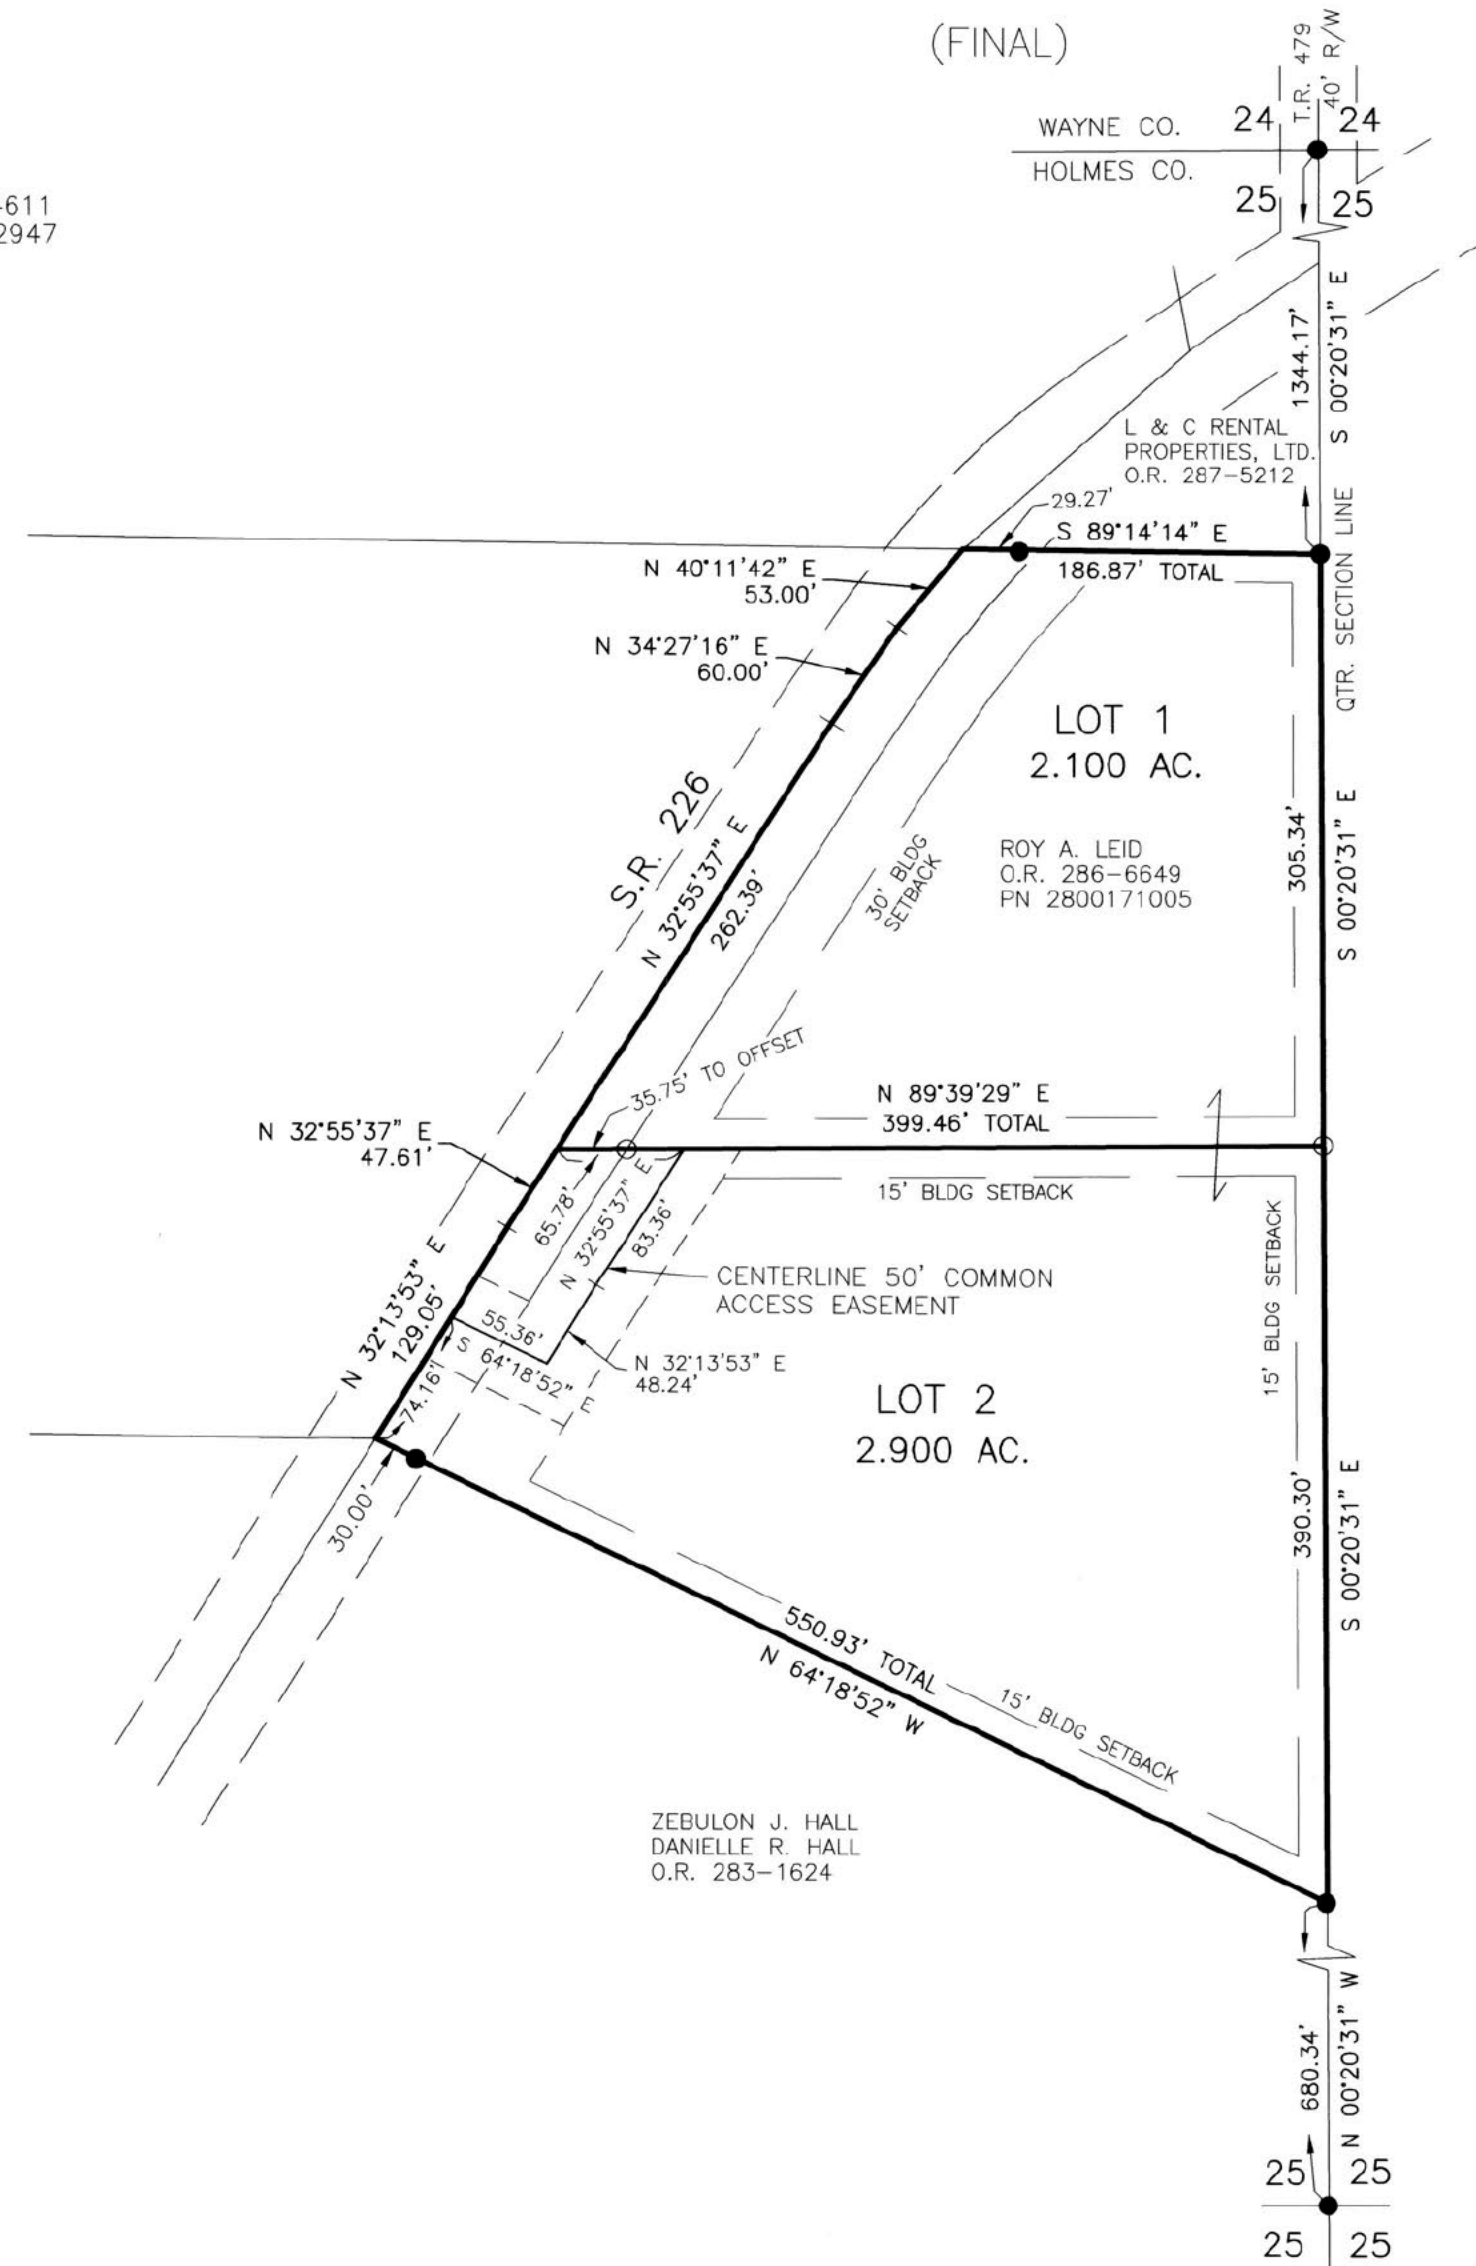 (FINAL)
T.R. 479
40' R/W
WAYNE CO.
24
24
HOLMES CO.
25
25
-611
2947
1344.17'
S 00°20'31" E
L & C RENTAL
PROPERTIES, LTD.
O.R. 287-5212
29.27'
S 89°14'14" E
186.87' TOTAL
QTR. SECTION LINE
N 40°11'42" E
53.00'
N 34°27'16" E
60.00'
LOT 1
2.100 AC.
S.R. 226
N 32°55'37" E
262.39'
30' BLDG
SETBACK
ROY A. LEID
O.R. 286-6649
PN 2800171005
305.34'
S 00°20'31" E
35.75' TO OFFSET
N 89°39'29" E
399.46' TOTAL
N 32°55'37" E
47.61'
15' BLDG SETBACK
65.78'
N 32°55'37" E
83.36'
15' BLDG SETBACK
CENTERLINE 50' COMMON
ACCESS EASEMENT
N 32°13'53" E
129.05'
55.36'
S 64°18'52" E
N 32°13'53" E
48.24'
74.16'
LOT 2
2.900 AC.
30.00'
390.30'
S 00°20'31" E
550.93' TOTAL
N 64°18'52" W
15' BLDG SETBACK
ZEBULON J. HALL
DANIELLE R. HALL
O.R. 283-1624
680.34'
N 00°20'31" W
25
25
25
25